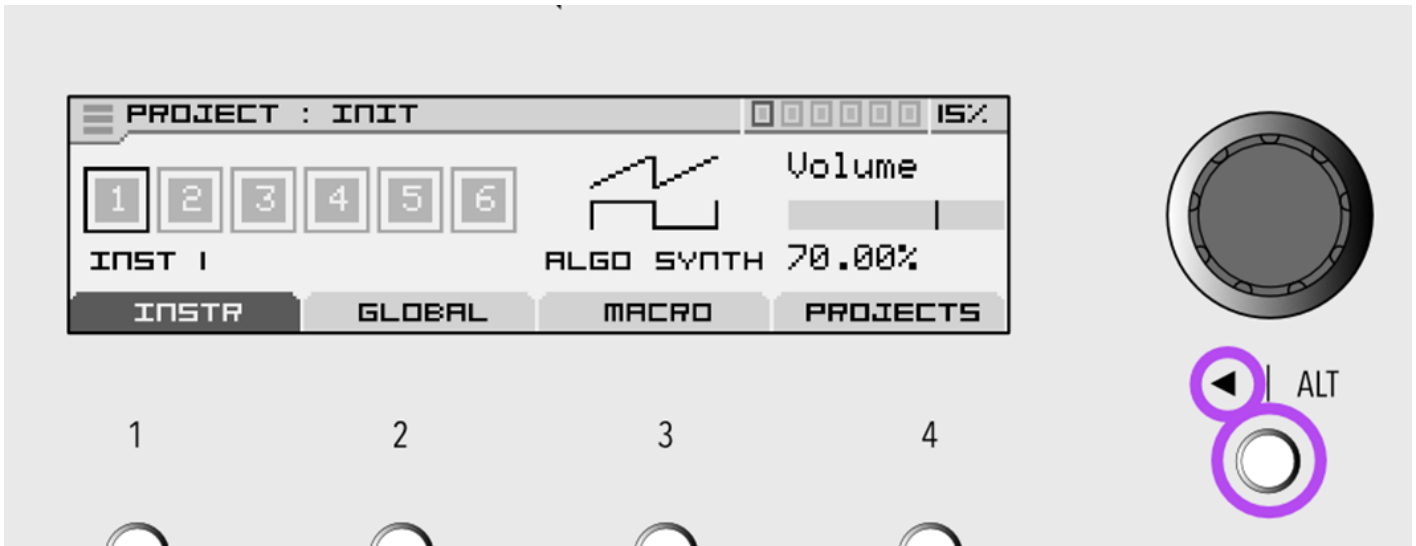 PROJECT : INIT 15%
1 2 3 4 5 6
Volume
INST 1
ALGO SYNTH
70.00%
INSTR GLOBAL MACRO PROJECTS
◀ | ALT
1 2 3 4